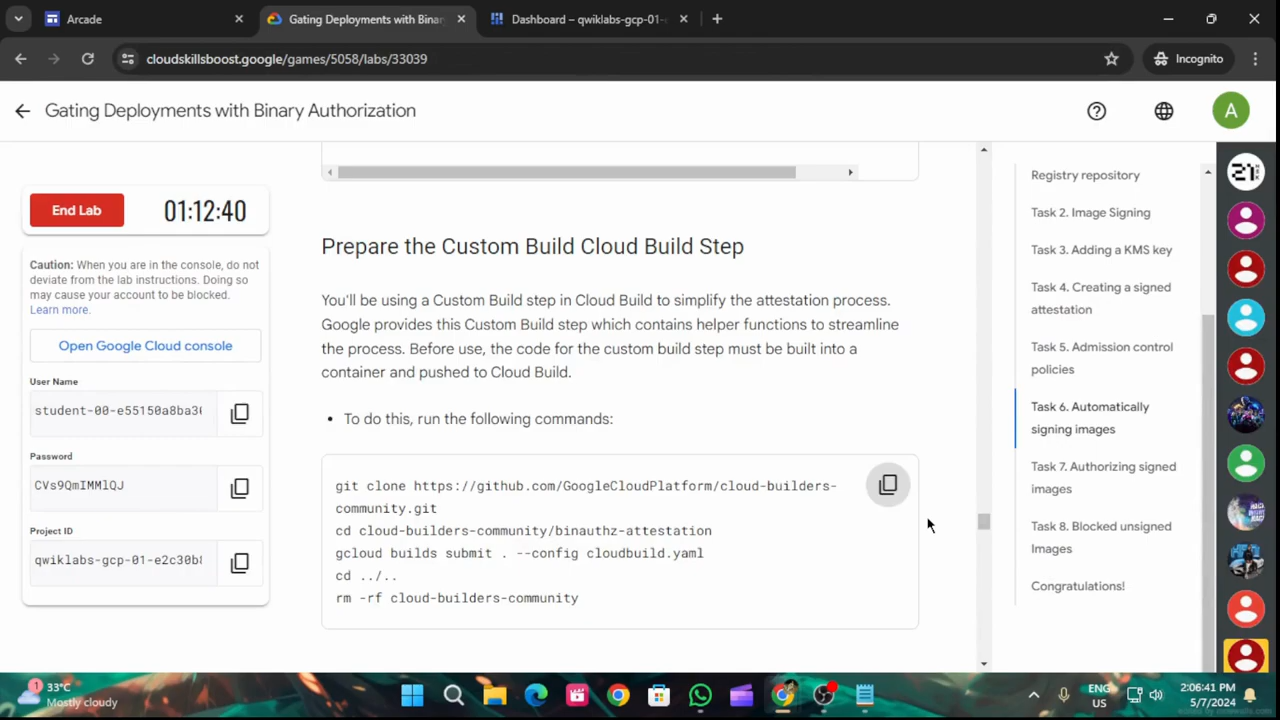 Arcade
Gating Deployments with Binary
Dashboard – qwiklabs-gcp-01-
cloudskillsboost.google/games/5058/labs/33039
Incognito
Gating Deployments with Binary Authorization
A
End Lab
01:12:40
Caution: When you are in the console, do not
deviate from the lab instructions. Doing so
may cause your account to be blocked.
Learn more.
Open Google Cloud console
User Name
student-00-e55150a8ba3
Password
CVs9QmIMMlQJ
Project ID
qwiklabs-gcp-01-e2c30b
Prepare the Custom Build Cloud Build Step
You'll be using a Custom Build step in Cloud Build to simplify the attestation process.
Google provides this Custom Build step which contains helper functions to streamline
the process. Before use, the code for the custom build step must be built into a
container and pushed to Cloud Build.
• To do this, run the following commands:
git clone https://github.com/GoogleCloudPlatform/cloud-builders-
community.git
cd cloud-builders-community/binauthz-attestation
gcloud builds submit . --config cloudbuild.yaml
cd ../..
rm -rf cloud-builders-community
Registry repository
Task 2. Image Signing
Task 3. Adding a KMS key
Task 4. Creating a signed
attestation
Task 5. Admission control
policies
Task 6. Automatically
signing images
Task 7. Authorizing signed
images
Task 8. Blocked unsigned
Images
Congratulations!
21
1
33°C
Mostly cloudy
ENG
US
2:06:41 PM
5/7/2024